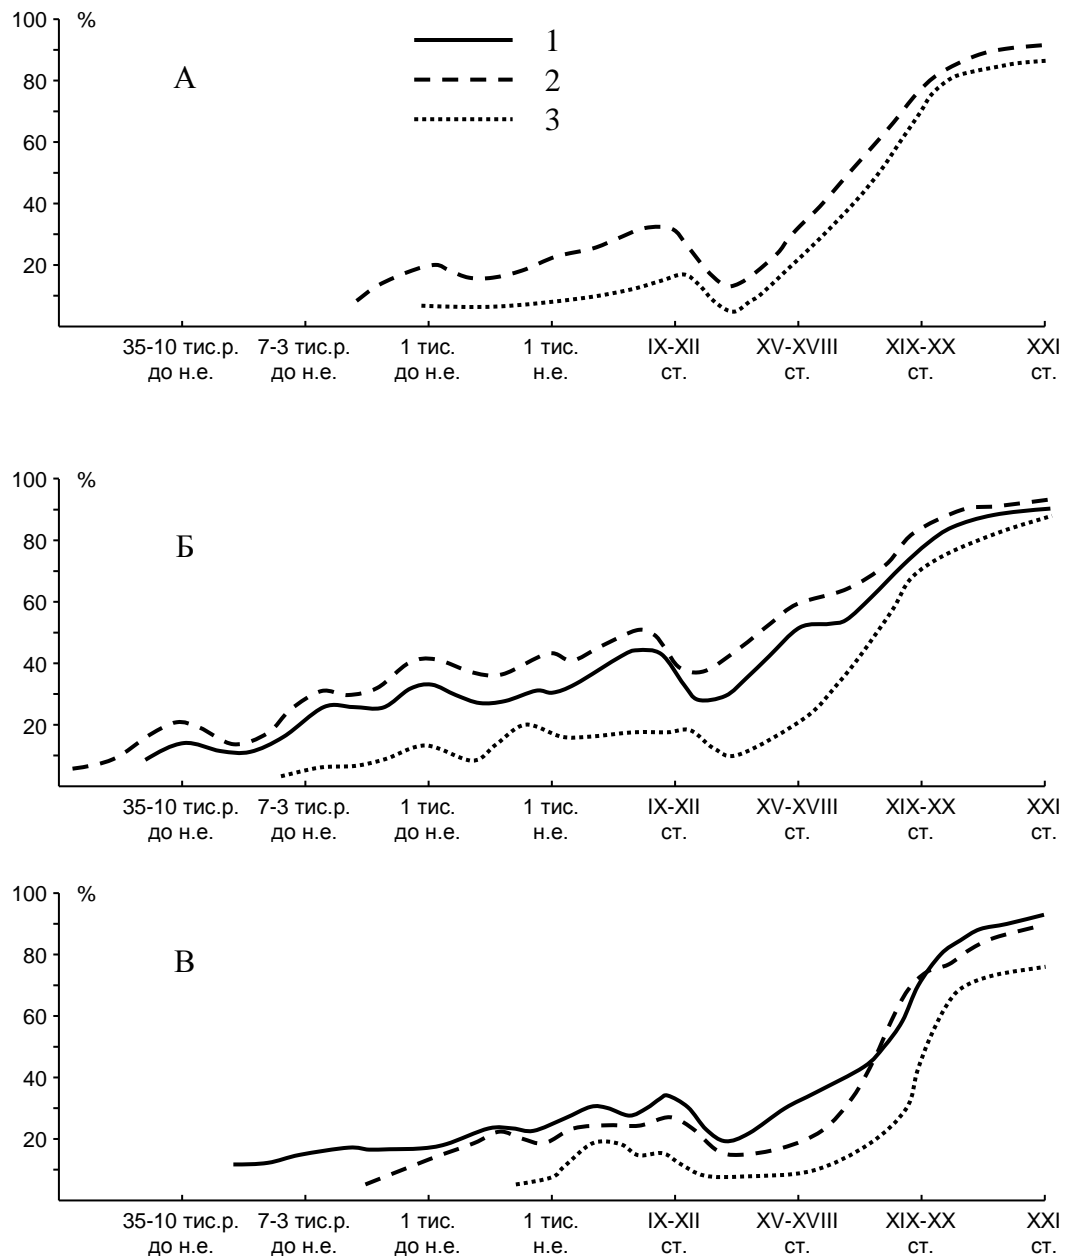 100 %
1
А
80
2
3
60
40
20
35-10 тис.р. 7-3 тис.р. 1 тис. 1 тис. IX-XII XV-XVIII XIX-XX XXI
до н.е. до н.е. до н.е. н.е. ст. ст. ст. ст.
100 %
Б
80
60
40
20
35-10 тис.р. 7-3 тис.р. 1 тис. 1 тис. IX-XII XV-XVIII XIX-XX XXI
до н.е. до н.е. до н.е. н.е. ст. ст. ст. ст.
100 %
80
В
60
40
20
35-10 тис.р. 7-3 тис.р. 1 тис. 1 тис. IX-XII XV-XVIII XIX-XX XXI
до н.е. до н.е. до н.е. н.е. ст. ст. ст. ст.